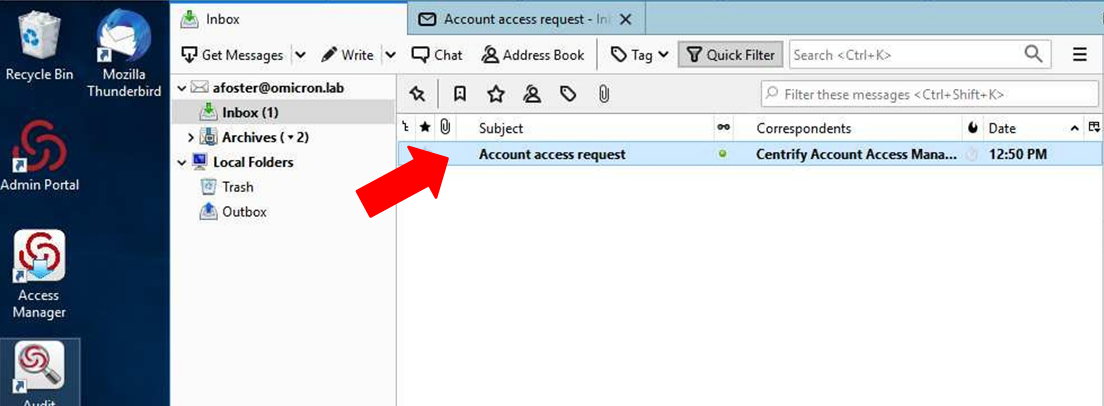 Recycle Bin
Mozilla
Thunderbird
Admin Portal
Access
Manager
Audit
Inbox
Account access request - In
Get Messages
Write
Chat
Address Book
Tag
Quick Filter
Search <Ctrl+K>
afoster@omicron.lab
Inbox (1)
Archives ( • 2)
Local Folders
Trash
Outbox
Filter these messages <Ctrl+Shift+K>
Subject
Correspondents
Date
Account access request
Centrify Account Access Mana...
12:50 PM